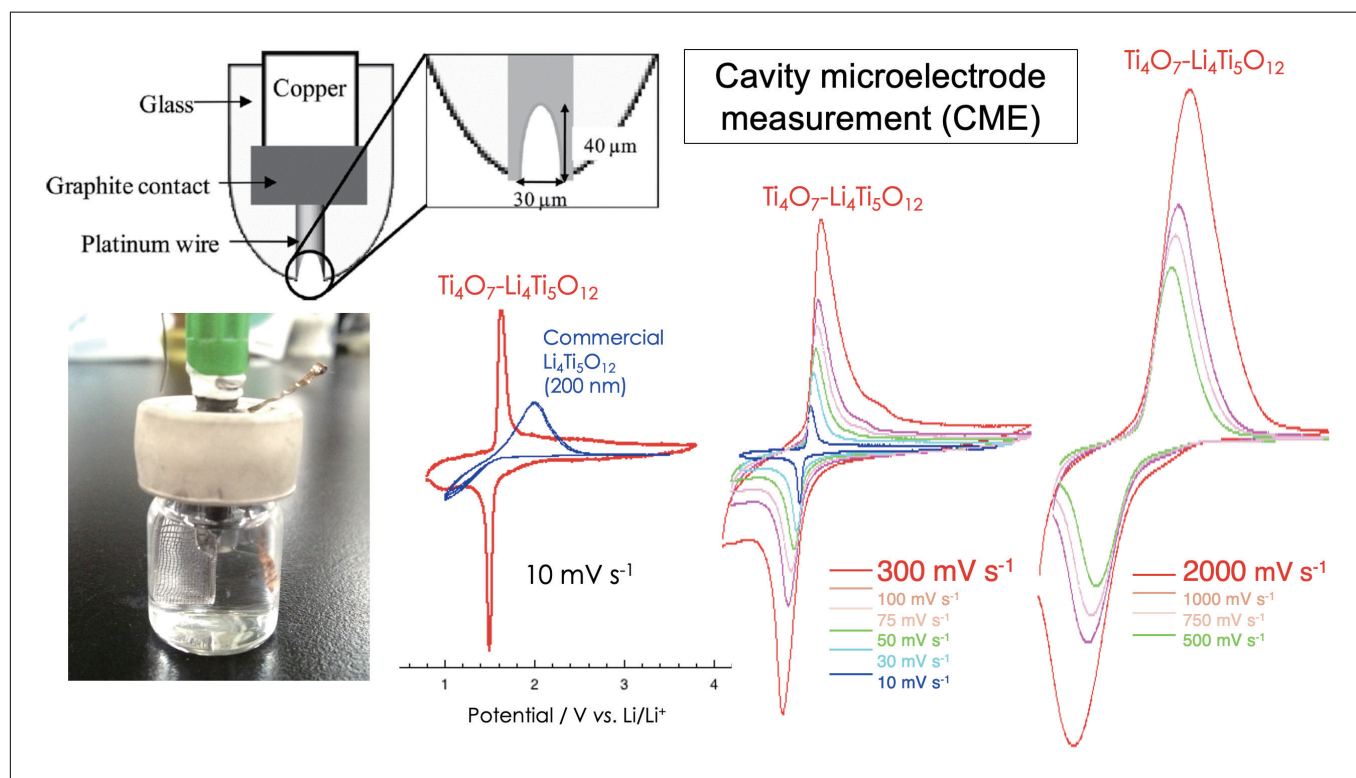 Copper
Glass
Graphite contact
Platinum wire
40 µm
30 µm
Cavity microelectrode
measurement (CME)
Ti₄O₇-Li₄Ti₅O₁₂
Commercial
Li₄Ti₅O₁₂
(200 nm)
10 mV s⁻¹
1 2 3 4
Potential / V vs. Li/Li⁺
Ti₄O₇-Li₄Ti₅O₁₂
300 mV s⁻¹
100 mV s⁻¹
75 mV s⁻¹
50 mV s⁻¹
30 mV s⁻¹
10 mV s⁻¹
Ti₄O₇-Li₄Ti₅O₁₂
2000 mV s⁻¹
1000 mV s⁻¹
750 mV s⁻¹
500 mV s⁻¹